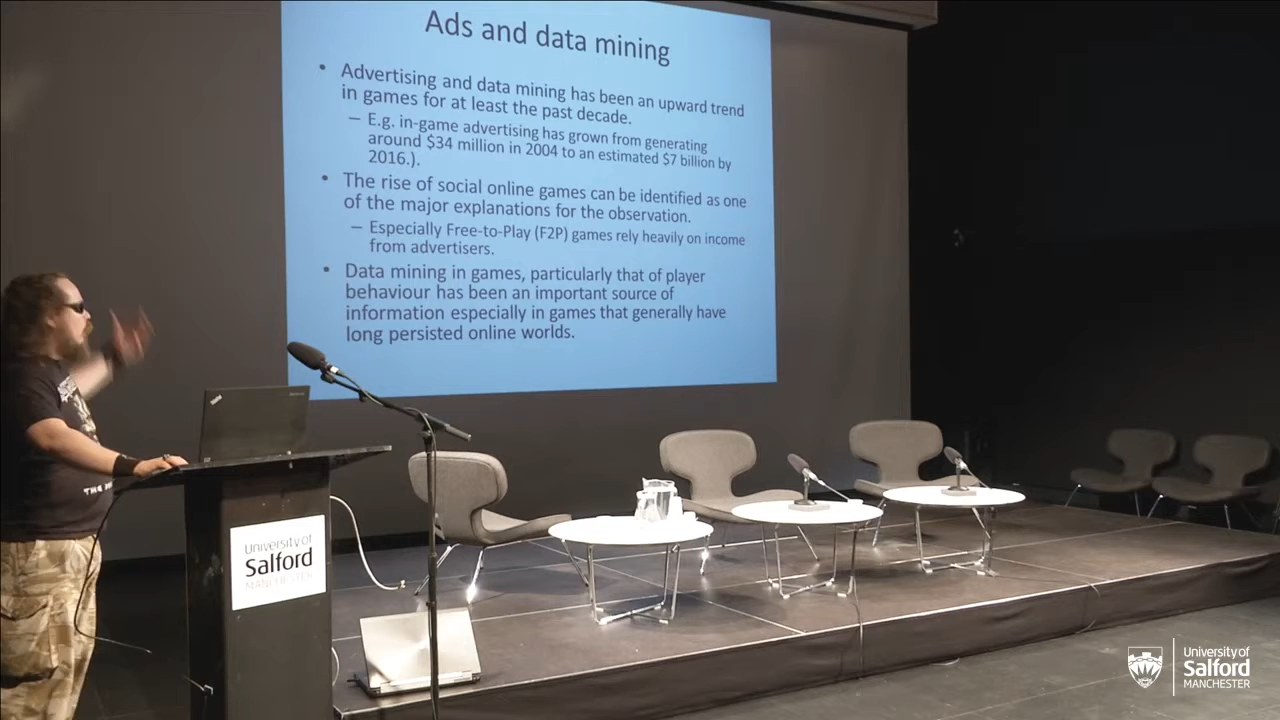 Ads and data mining
• Advertising and data mining has been an upward trend
in games for at least the past decade.
– E.g. in-game advertising has grown from generating
around $34 million in 2004 to an estimated $7 billion by
2016.).
• The rise of social online games can be identified as one
of the major explanations for the observation.
– Especially Free-to-Play (F2P) games rely heavily on income
from advertisers.
• Data mining in games, particularly that of player
behaviour has been an important source of
information especially in games that generally have
long persisted online worlds.
THE
University of
Salford
MANCHESTER
University of
Salford
MANCHESTER